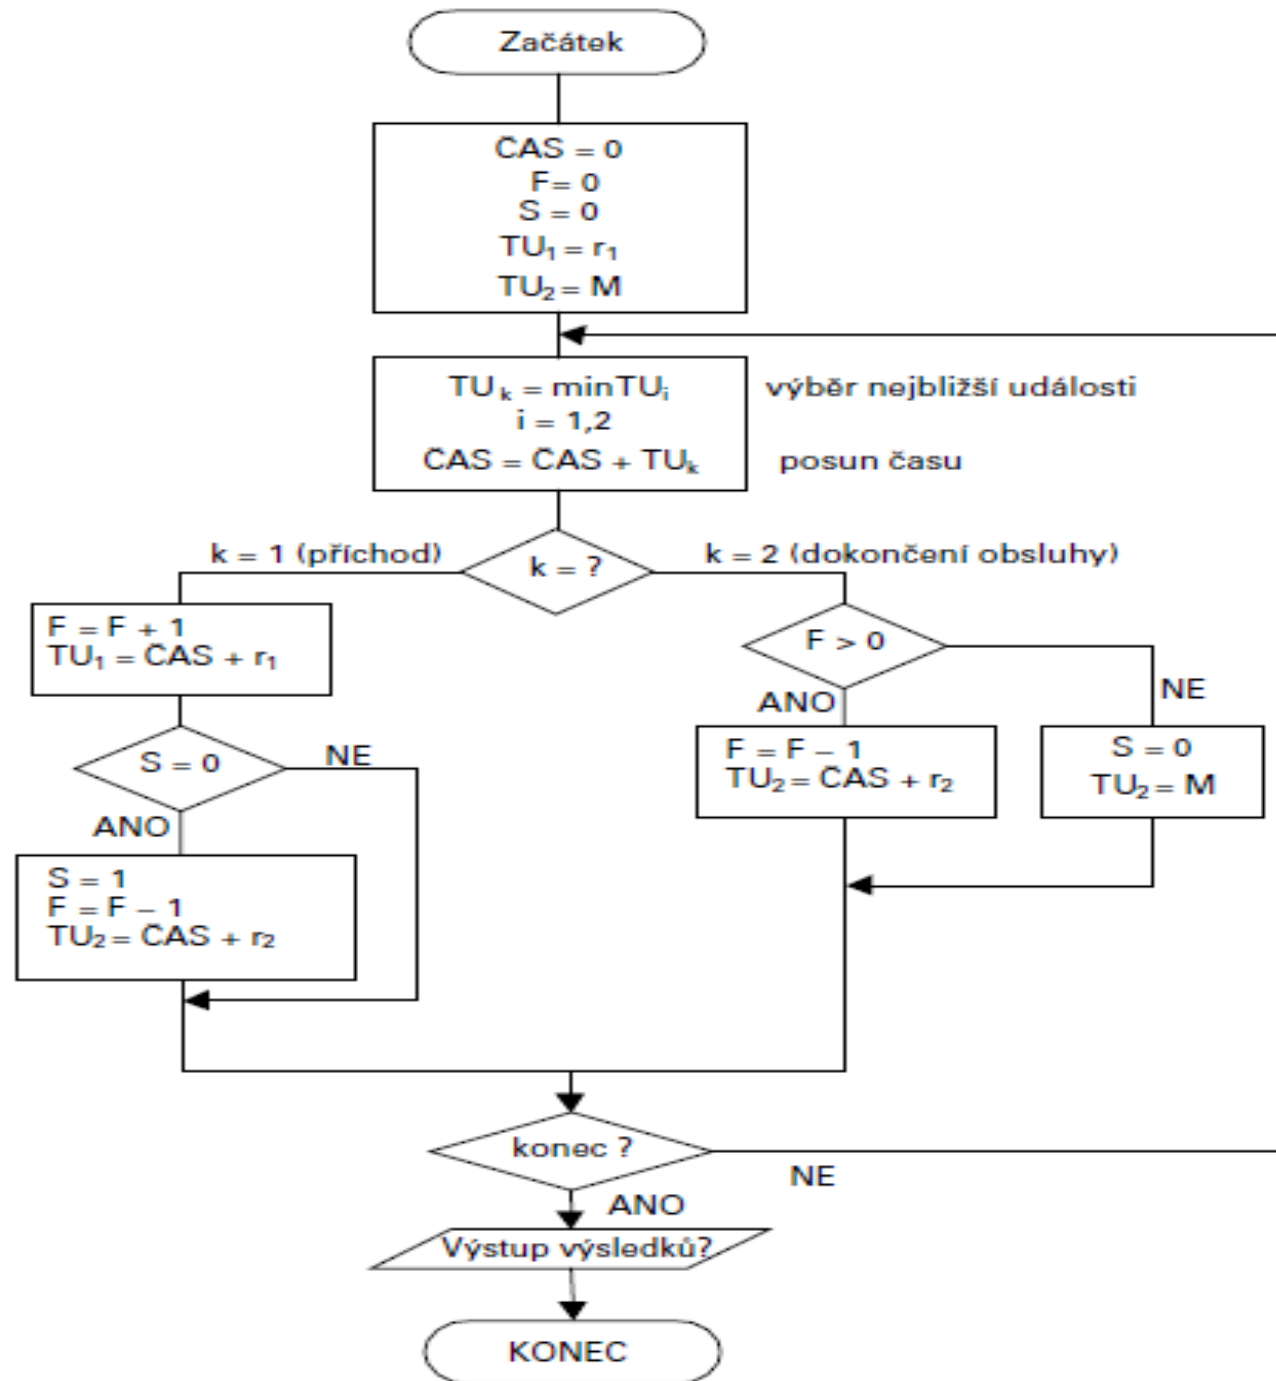 Začátek
ČAS = 0
F= 0
S = 0
TU₁ = r₁
TU₂ = M
TUₖ = minTUᵢ
i = 1,2
ČAS = ČAS + TUₖ
výběr nejbližší události
posun času
k = ?
k = 1 (příchod)
k = 2 (dokončení obsluhy)
F = F + 1
TU₁ = ČAS + r₁
S = 0
NE
ANO
S = 1
F = F – 1
TU₂ = ČAS + r₂
F > 0
NE
ANO
F = F – 1
TU₂ = ČAS + r₂
S = 0
TU₂ = M
konec ?
NE
ANO
Výstup výsledků?
KONEC